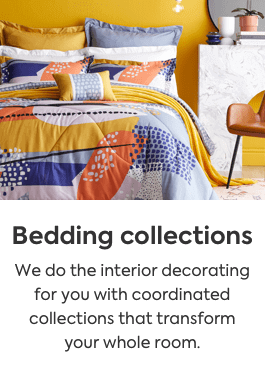 Bedding collections
We do the interior decorating
for you with coordinated
collections that transform
your whole room.